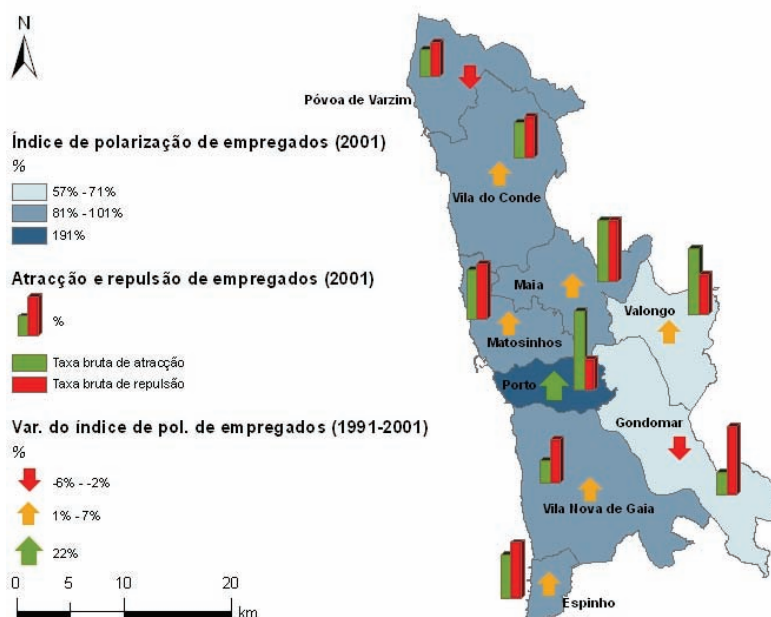 N
Índice de polarização de empregados (2001)
%
57% - 71%
81% - 101%
191%
Atracção e repulsão de empregados (2001)
%
Taxa bruta de atracção
Taxa bruta de repulsão
Var. do índice de pol. de empregados (1991-2001)
%
-6% - -2%
1% - 7%
22%
0 5 10 20
km
Póvoa de Varzim
Vila do Conde
Maia
Valongo
Matosinhos
Porto
Gondomar
Vila Nova de Gaia
Espinho